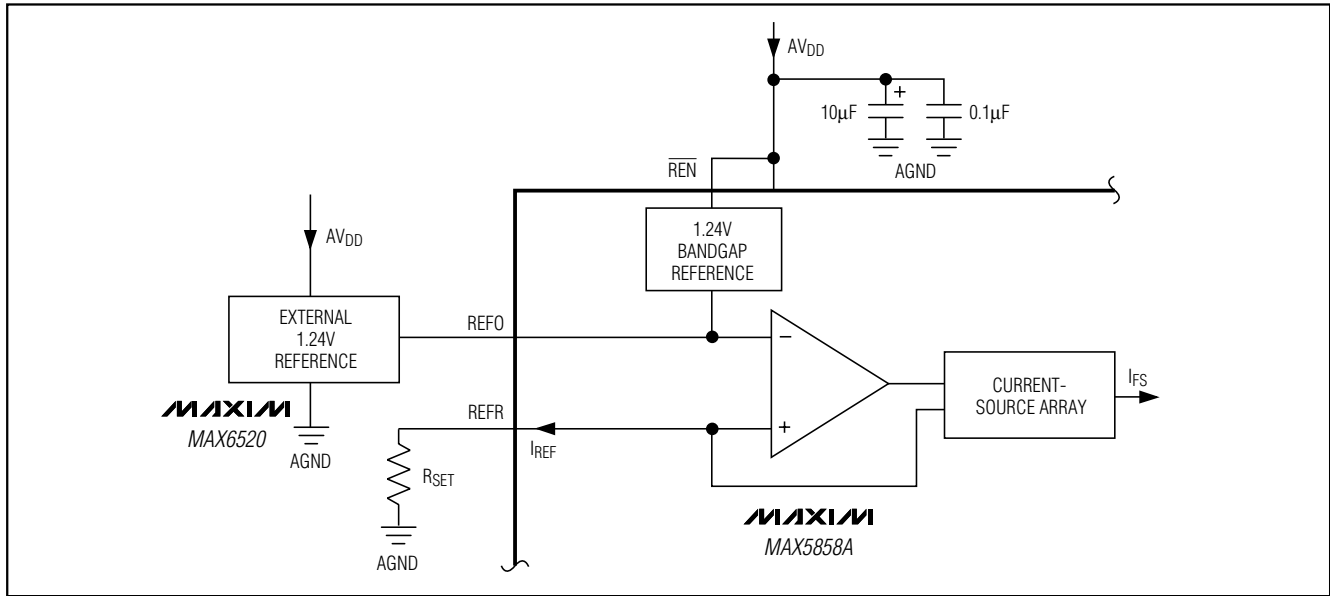 AVDD
+
10µF
0.1µF
AGND
REN
AVDD
1.24V
BANDGAP
REFERENCE
EXTERNAL
1.24V
REFERENCE
REFO
−
MAXIM
MAX6520
AGND
REFR
IREF
+
CURRENT-
SOURCE ARRAY
IFS
RSET
AGND
MAXIM
MAX5858A